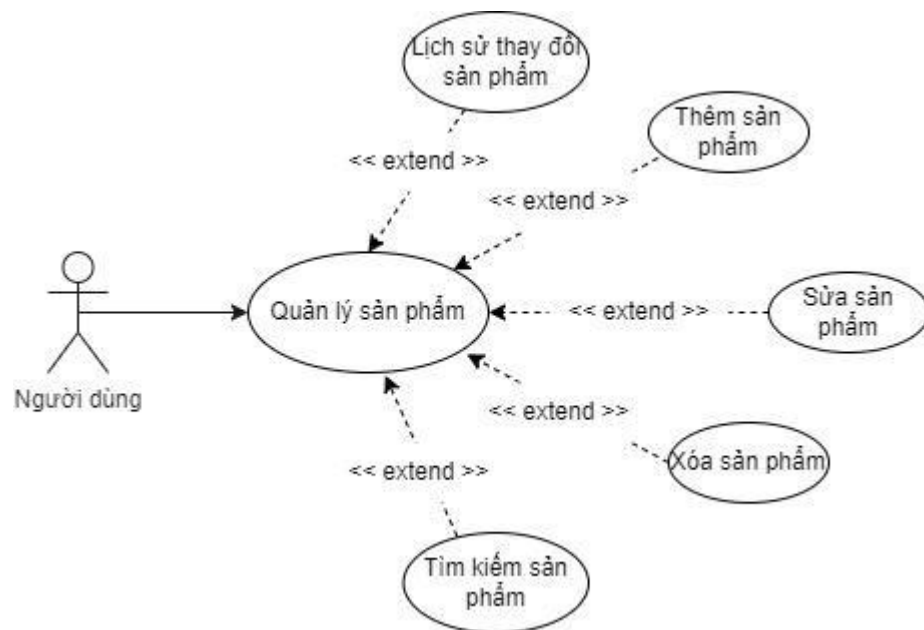 Lịch sử thay đổi
sản phẩm
Thêm sản
phẩm
<< extend >>
<< extend >>
Quản lý sản phẩm
<< extend >>
Sửa sản
phẩm
Người dùng
<< extend >>
Xóa sản phẩm
<< extend >>
Tìm kiếm sản
phẩm